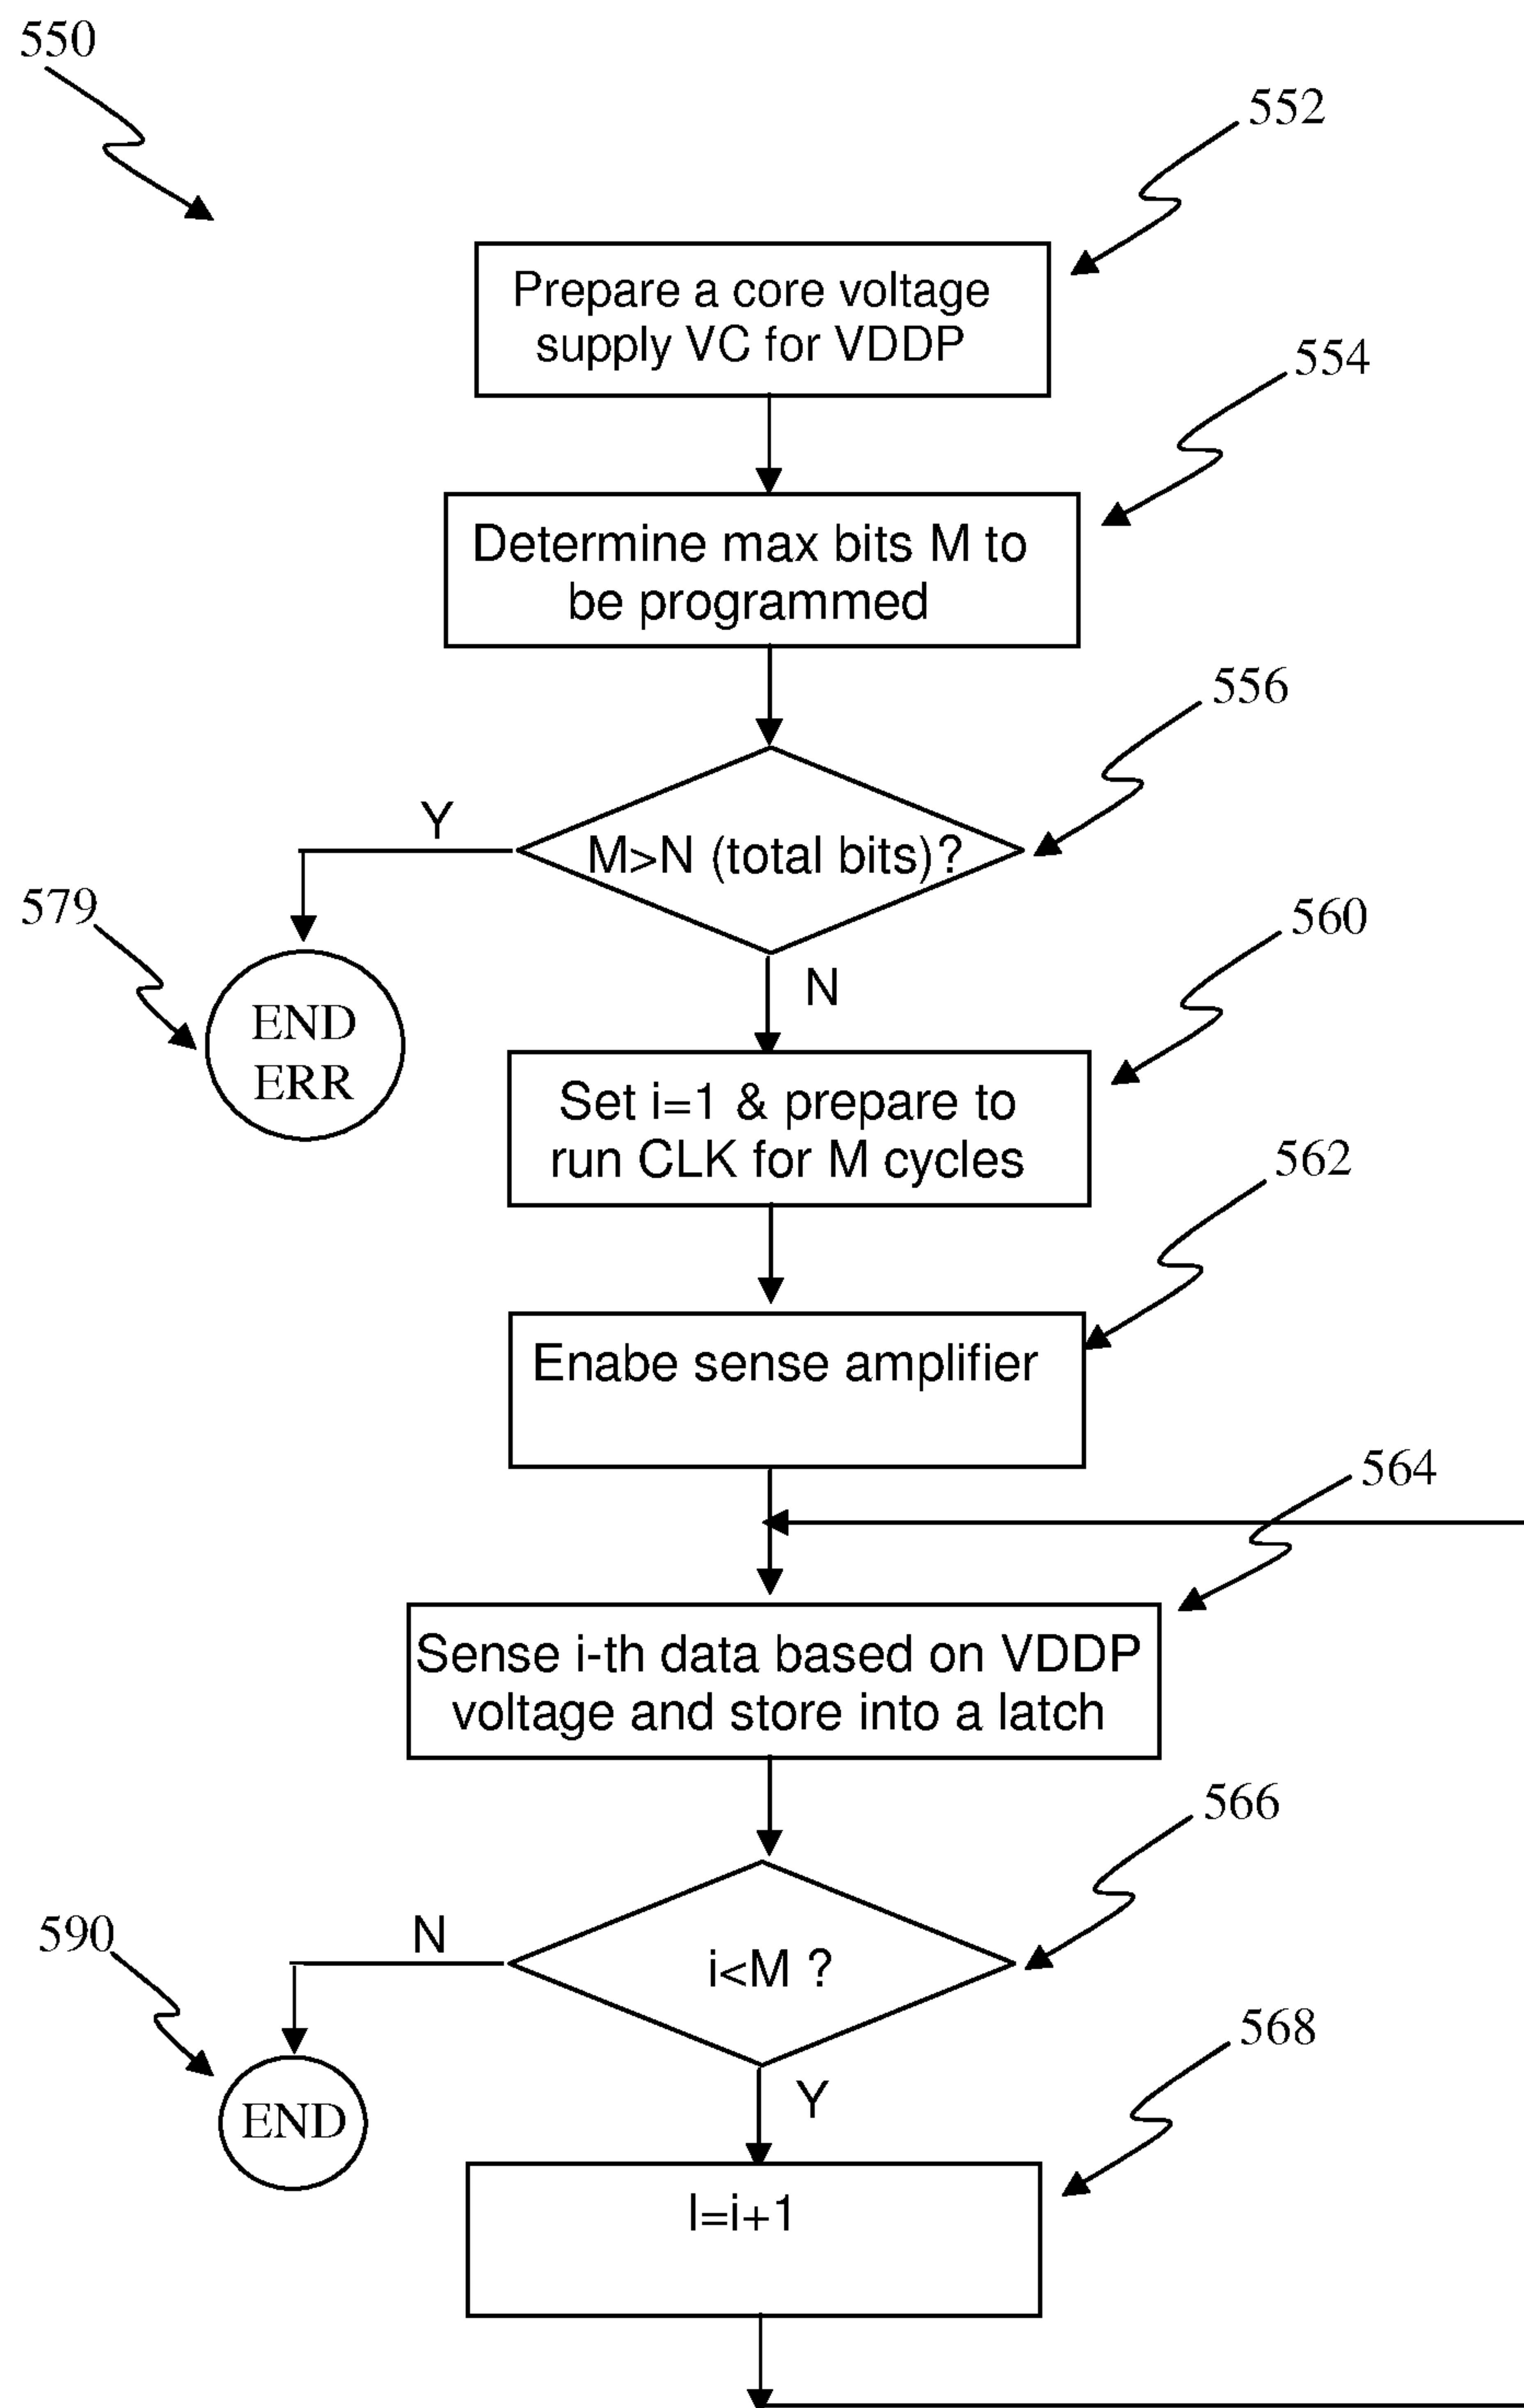 550
552
Prepare a core voltage
supply VC for VDDP
554
Determine max bits M to
be programmed
556
Y
M>N (total bits)?
579
560
N
END
ERR
Set i=1 & prepare to
run CLK for M cycles
562
Enabe sense amplifier
564
Sense i-th data based on VDDP
voltage and store into a latch
566
590
N
i<M ?
568
Y
END
I=i+1